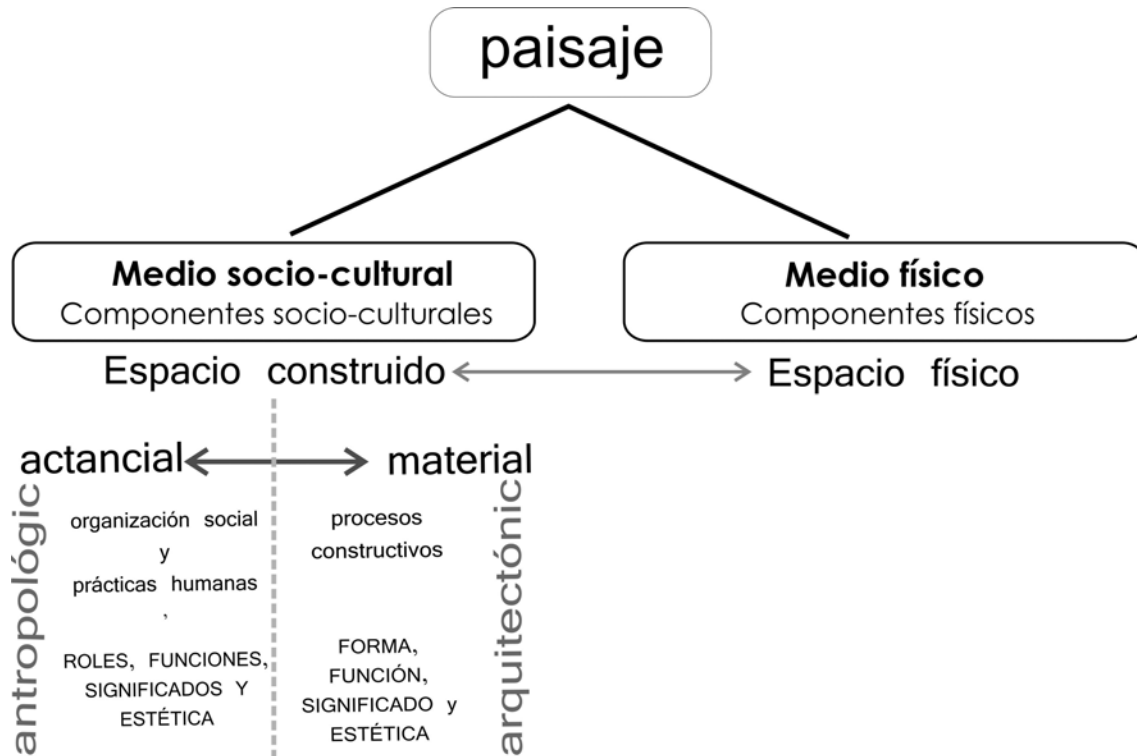 paisaje
Medio socio-cultural
Componentes socio-culturales
Medio físico
Componentes físicos
Espacio construido
Espacio físico
actancial
material
antropológic
organización social
y
prácticas humanas
,
ROLES, FUNCIONES,
SIGNIFICADOS Y
ESTÉTICA
procesos
constructivos
FORMA,
FUNCIÓN,
SIGNIFICADO y
ESTÉTICA
arquitectónic